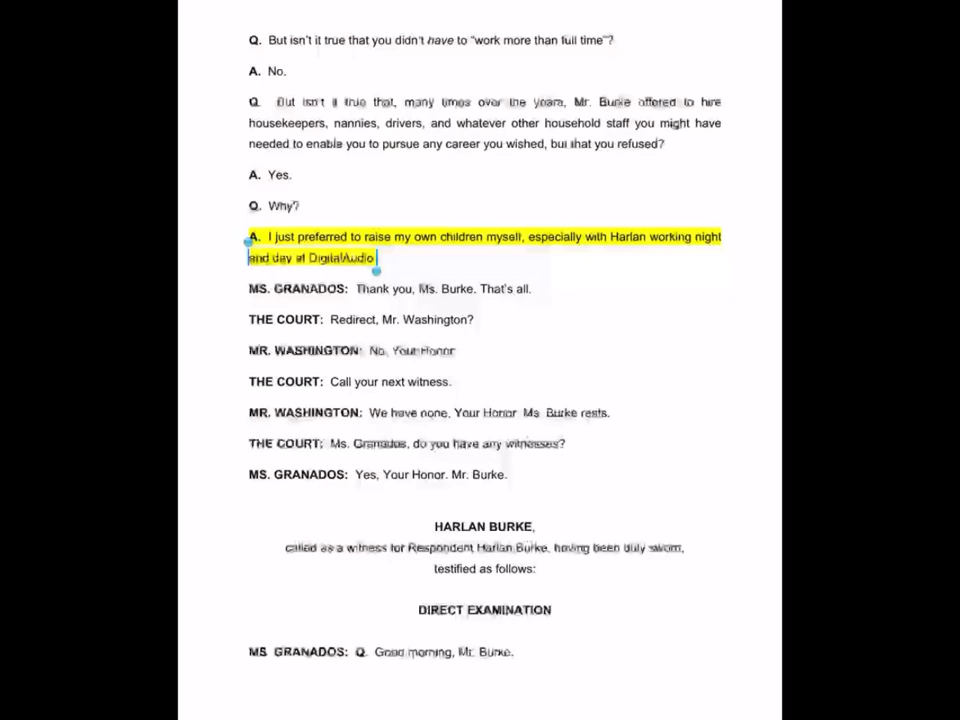 Q. But isn't it true that you didn't have to "work more than full time"?
A. No.
Q. But isn't it true that, many times over the years, Mr. Burke offered to hire
housekeepers, nannies, drivers, and whatever other household staff you might have
needed to enable you to pursue any career you wished, but that you refused?
A. Yes.
Q. Why?
A. I just preferred to raise my own children myself, especially with Harlan working night
and day at DigitalAudio
MS. GRANADOS: Thank you, Ms. Burke. That's all.
THE COURT: Redirect, Mr. Washington?
MR. WASHINGTON: No, Your Honor
THE COURT: Call your next witness.
MR. WASHINGTON: We have none, Your Honor Ms. Burke rests.
THE COURT: Ms. Granados, do you have any witnesses?
MS. GRANADOS: Yes, Your Honor. Mr. Burke.
HARLAN BURKE,
called as a witness for Respondent Harlan Burke, having been duly sworn,
testified as follows:
DIRECT EXAMINATION
MS. GRANADOS: Q. Good morning, Mr. Burke.